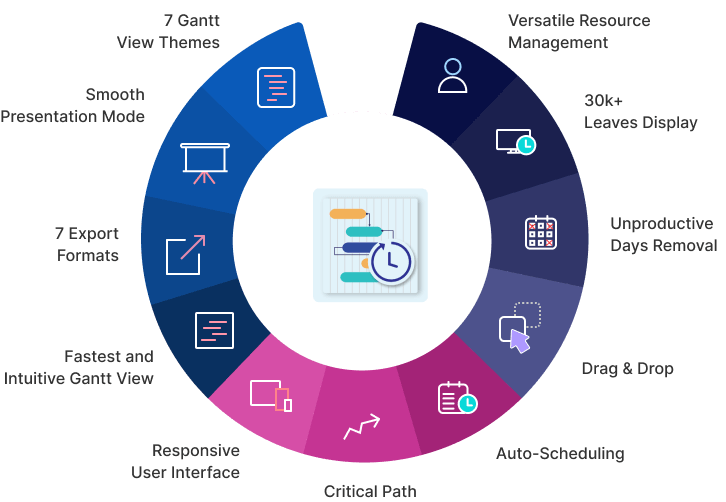 7 Gantt
View Themes
Versatile Resource
Management
Smooth
Presentation Mode
30k+
Leaves Display
7 Export
Formats
Unproductive
Days Removal
Fastest and
Intuitive Gantt View
Drag & Drop
Responsive
User Interface
Auto-Scheduling
Critical Path